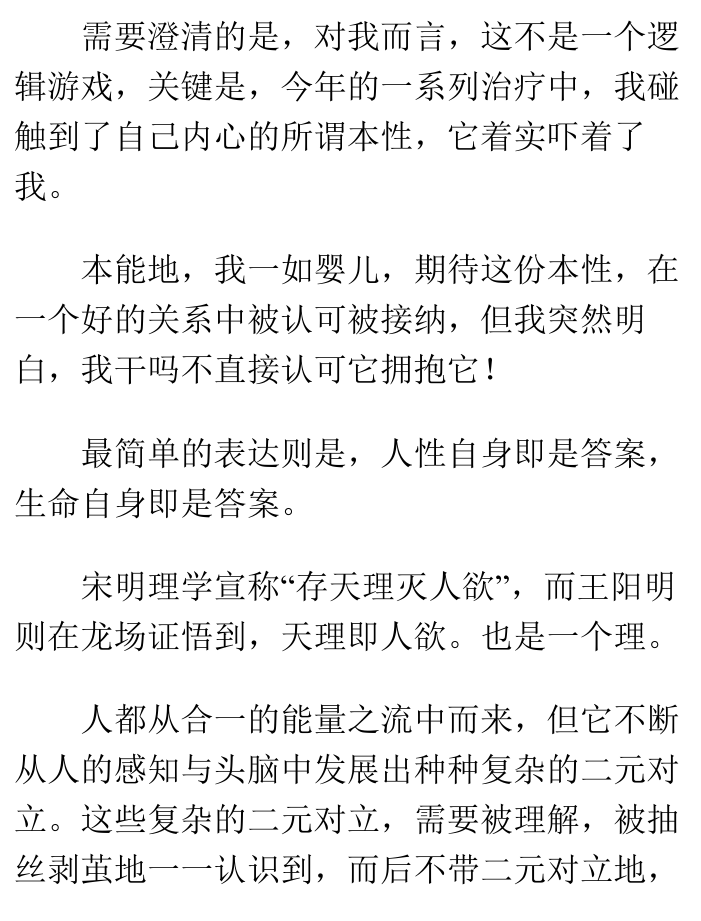 需要澄清的是，对我而言，这不是一个逻
辑游戏，关键是，今年的一系列治疗中，我碰
触到了自己内心的所谓本性，它着实吓着了
我。
本能地，我一如婴儿，期待这份本性，在
一个好的关系中被认可被接纳，但我突然明
白，我干吗不直接认可它拥抱它！
最简单的表达则是，人性自身即是答案，
生命自身即是答案。
宋明理学宣称“存天理灭人欲”，而王阳明
则在龙场证悟到，天理即人欲。也是一个理。
人都从合一的能量之流中而来，但它不断
从人的感知与头脑中发展出种种复杂的二元对
立。这些复杂的二元对立，需要被理解，被抽
丝剥茧地一一认识到，而后不带二元对立地，